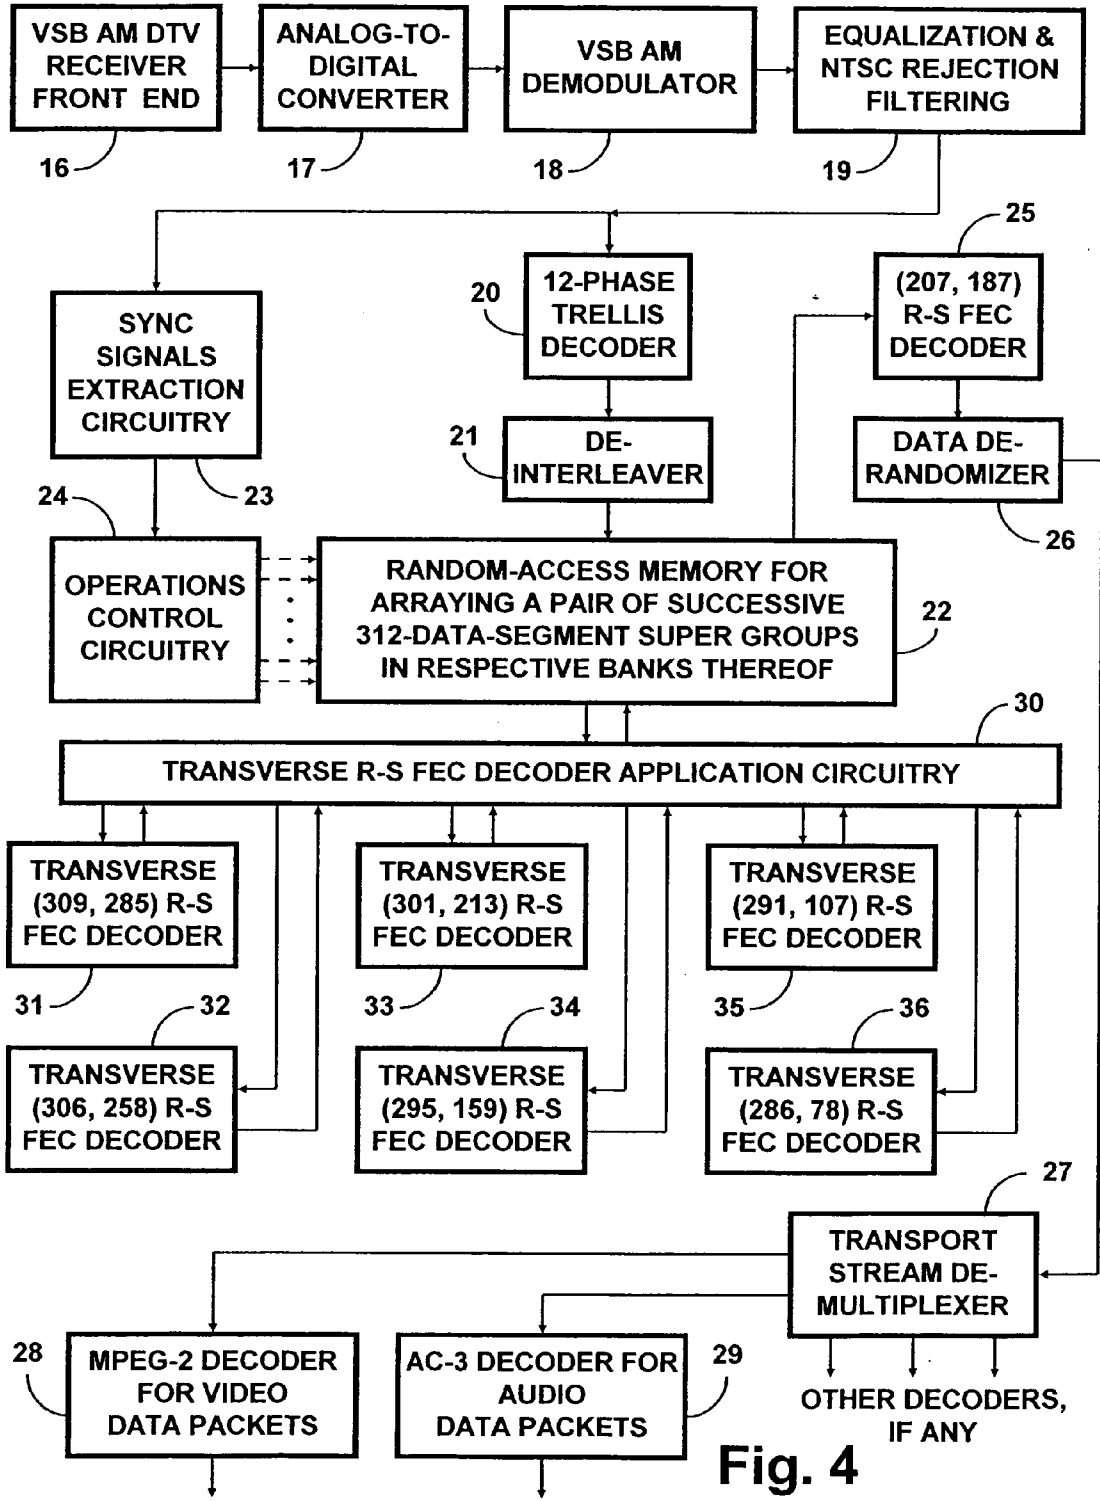 VSB AM DTV
RECEIVER
FRONT END
16
ANALOG-TO-
DIGITAL
CONVERTER
17
VSB AM
DEMODULATOR
18
EQUALIZATION &
NTSC REJECTION
FILTERING
19
SYNC
SIGNALS
EXTRACTION
CIRCUITRY
23
20
12-PHASE
TRELLIS
DECODER
25
(207, 187)
R-S FEC
DECODER
21
DE-
INTERLEAVER
DATA DE-
RANDOMIZER
26
24
OPERATIONS
CONTROL
CIRCUITRY
RANDOM-ACCESS MEMORY FOR
ARRAYING A PAIR OF SUCCESSIVE
312-DATA-SEGMENT SUPER GROUPS
IN RESPECTIVE BANKS THEREOF
22
30
TRANSVERSE R-S FEC DECODER APPLICATION CIRCUITRY
TRANSVERSE
(309, 285) R-S
FEC DECODER
31
TRANSVERSE
(301, 213) R-S
FEC DECODER
33
TRANSVERSE
(291, 107) R-S
FEC DECODER
35
32
TRANSVERSE
(306, 258) R-S
FEC DECODER
34
TRANSVERSE
(295, 159) R-S
FEC DECODER
36
TRANSVERSE
(286, 78) R-S
FEC DECODER
27
TRANSPORT
STREAM DE-
MULTIPLEXER
28
MPEG-2 DECODER
FOR VIDEO
DATA PACKETS
AC-3 DECODER FOR
AUDIO
DATA PACKETS
29
OTHER DECODERS,
IF ANY
Fig. 4